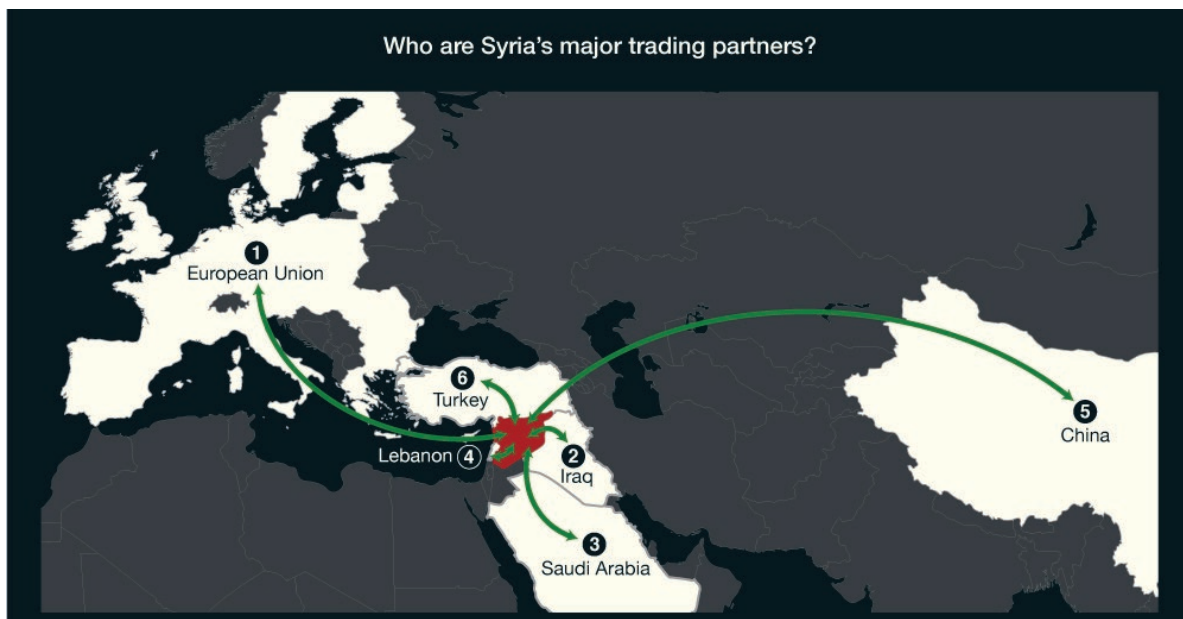 Who are Syria's major trading partners?
1
European Union
6
Turkey
Lebanon 4
2
Iraq
5
China
3
Saudi Arabia